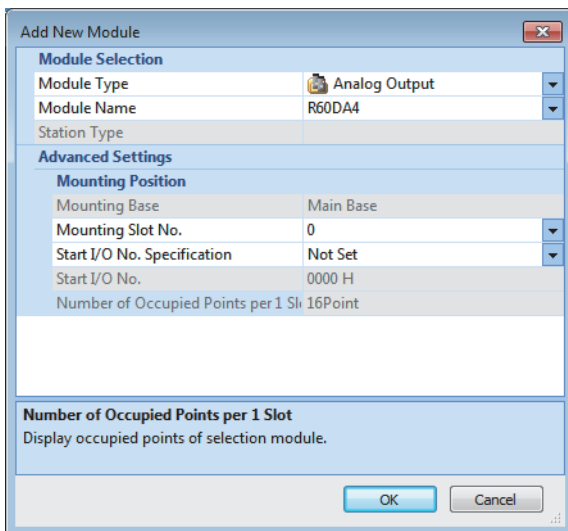 Add New Module
Module Selection
Module Type Analog Output
Module Name R60DA4
Station Type
Advanced Settings
Mounting Position
Mounting Base Main Base
Mounting Slot No. 0
Start I/O No. Specification Not Set
Start I/O No. 0000 H
Number of Occupied Points per 1 Sl 16Point
Number of Occupied Points per 1 Slot
Display occupied points of selection module.
OK Cancel